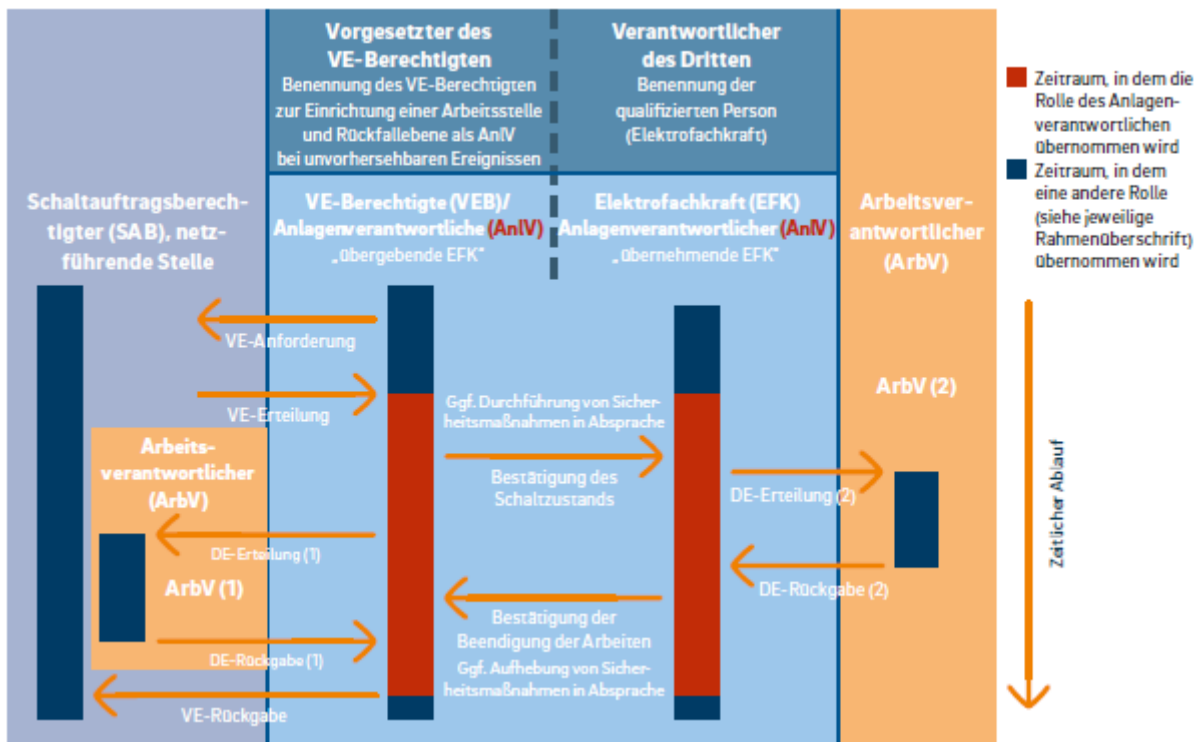 Vorgesetzter des
VE-Berechtigten
Benennung des VE-Berechtigten
zur Einrichtung einer Arbeitsstelle
und Rückfallebene als AnlV
bei unvorhersehbaren Ereignissen
Verantwortlicher
des Dritten
Benennung der
qualifizierten Person
(Elektrofachkraft)
Zeitraum, in dem die
Rolle des Anlagen-
verantwortlichen
übernommen wird
Zeitraum, in dem
eine andere Rolle
(siehe jeweilige
Rahmenüberschrift)
übernommen wird
Schaltauftragsberech-
tigter (SAB), netz-
führende Stelle
VE-Berechtigte (VEB)/
Anlagenverantwortliche (AnlV)
„übergebende EFK“
Elektrofachkraft (EFK)
Anlagenverantwortlicher (AnlV)
„übernehmende EFK“
Arbeitsver-
antwortlicher
(ArbV)
VE-Anforderung
VE-Erteilung
Ggf. Durchführung von Sicher-
heitsmaßnahmen in Absprache
Bestätigung des
Schaltzustands
ArbV (2)
DE-Erteilung (2)
Arbeits-
verantwortlicher
(ArbV)
DE-Erteilung (1)
ArbV (1)
DE-Rückgabe (1)
DE-Rückgabe (2)
Bestätigung der
Beendigung der Arbeiten
Ggf. Aufhebung von Sicher-
heitsmaßnahmen in Absprache
VE-Rückgabe
Zeitlicher Ablauf